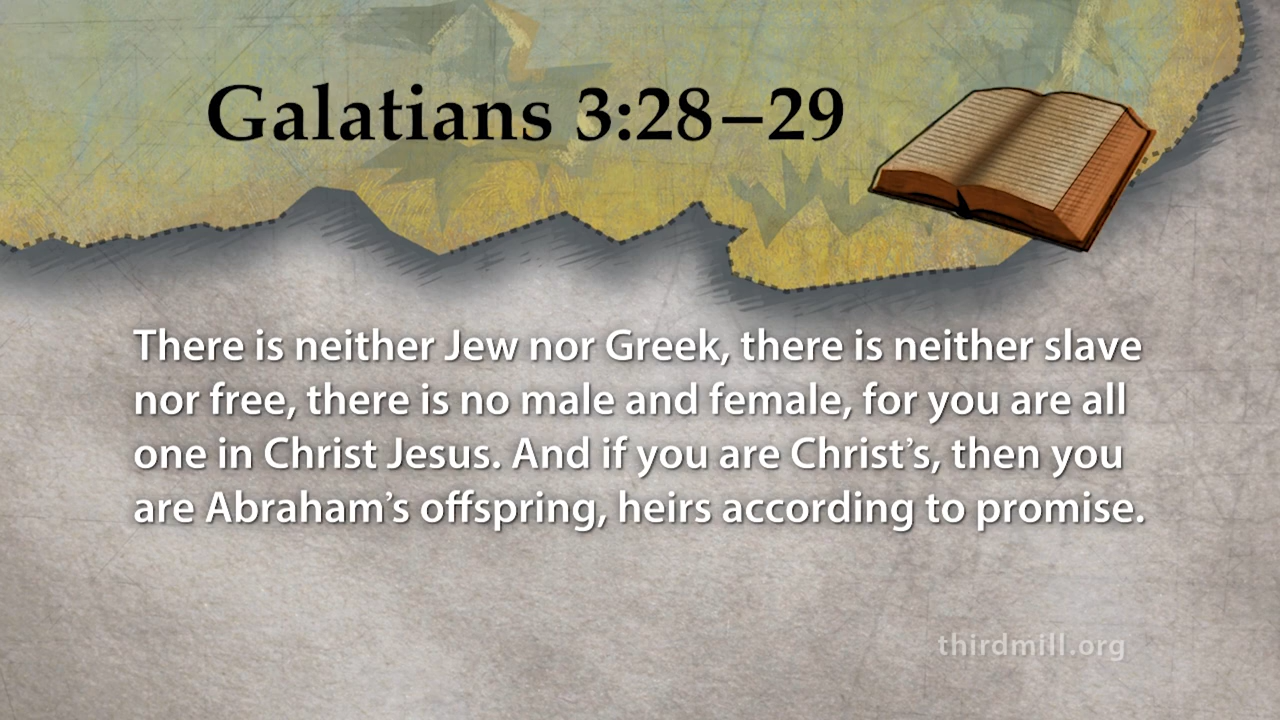 Galatians 3:28–29
There is neither Jew nor Greek, there is neither slave
nor free, there is no male and female, for you are all
one in Christ Jesus. And if you are Christ’s, then you
are Abraham’s offspring, heirs according to promise.
thirdmill.org